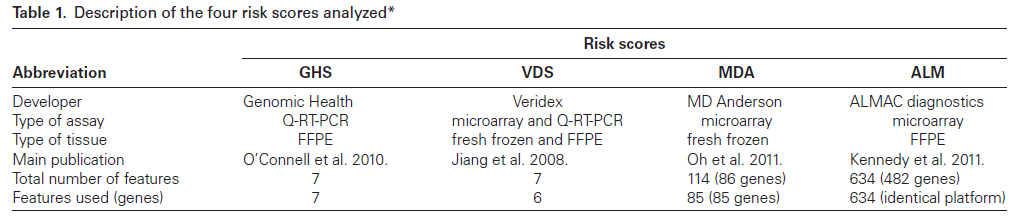 Table 1. Description of the four risk scores analyzed*
Risk scores
Abbreviation GHS VDS MDA ALM
Developer Genomic Health Veridex MD Anderson ALMAC diagnostics
Type of assay Q-RT-PCR microarray and Q-RT-PCR microarray microarray
Type of tissue FFPE fresh frozen and FFPE fresh frozen FFPE
Main publication O'Connell et al. 2010. Jiang et al. 2008. Oh et al. 2011. Kennedy et al. 2011.
Total number of features 7 7 114 (86 genes) 634 (482 genes)
Features used (genes) 7 6 85 (85 genes) 634 (identical platform)